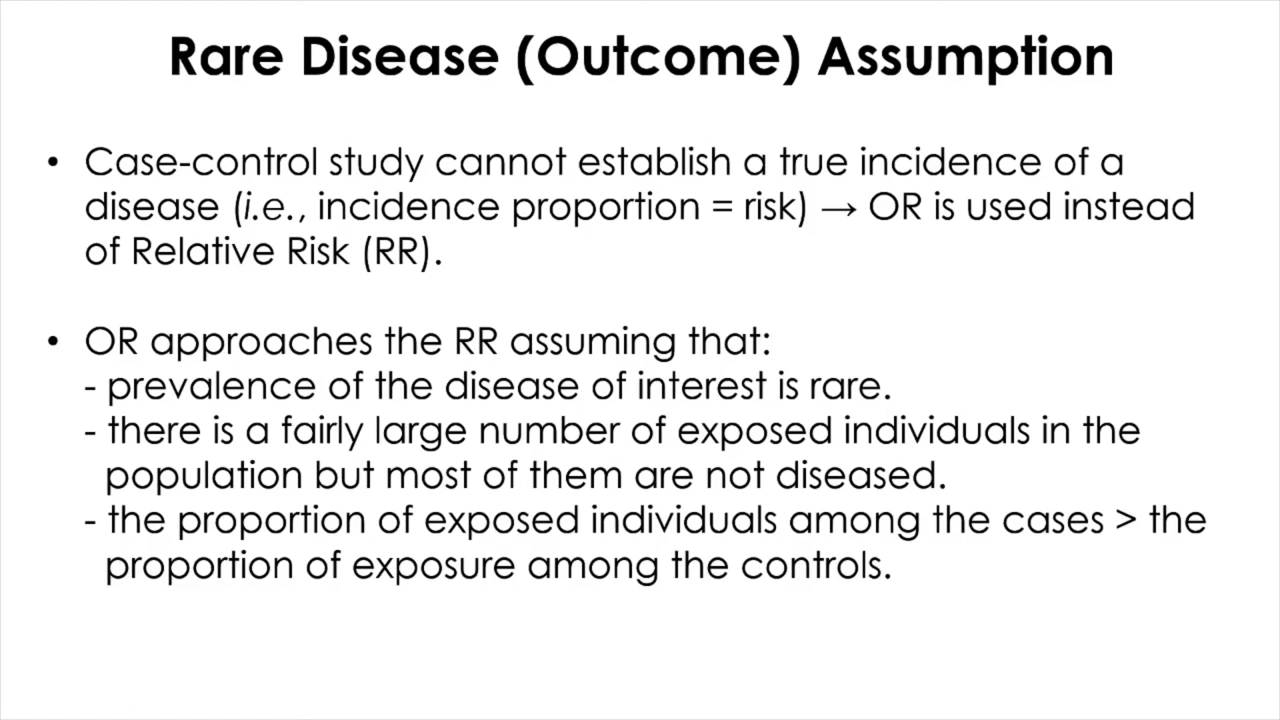 Rare Disease (Outcome) Assumption
• Case-control study cannot establish a true incidence of a
disease (i.e., incidence proportion = risk) → OR is used instead
of Relative Risk (RR).
• OR approaches the RR assuming that:
- prevalence of the disease of interest is rare.
- there is a fairly large number of exposed individuals in the
population but most of them are not diseased.
- the proportion of exposed individuals among the cases > the
proportion of exposure among the controls.